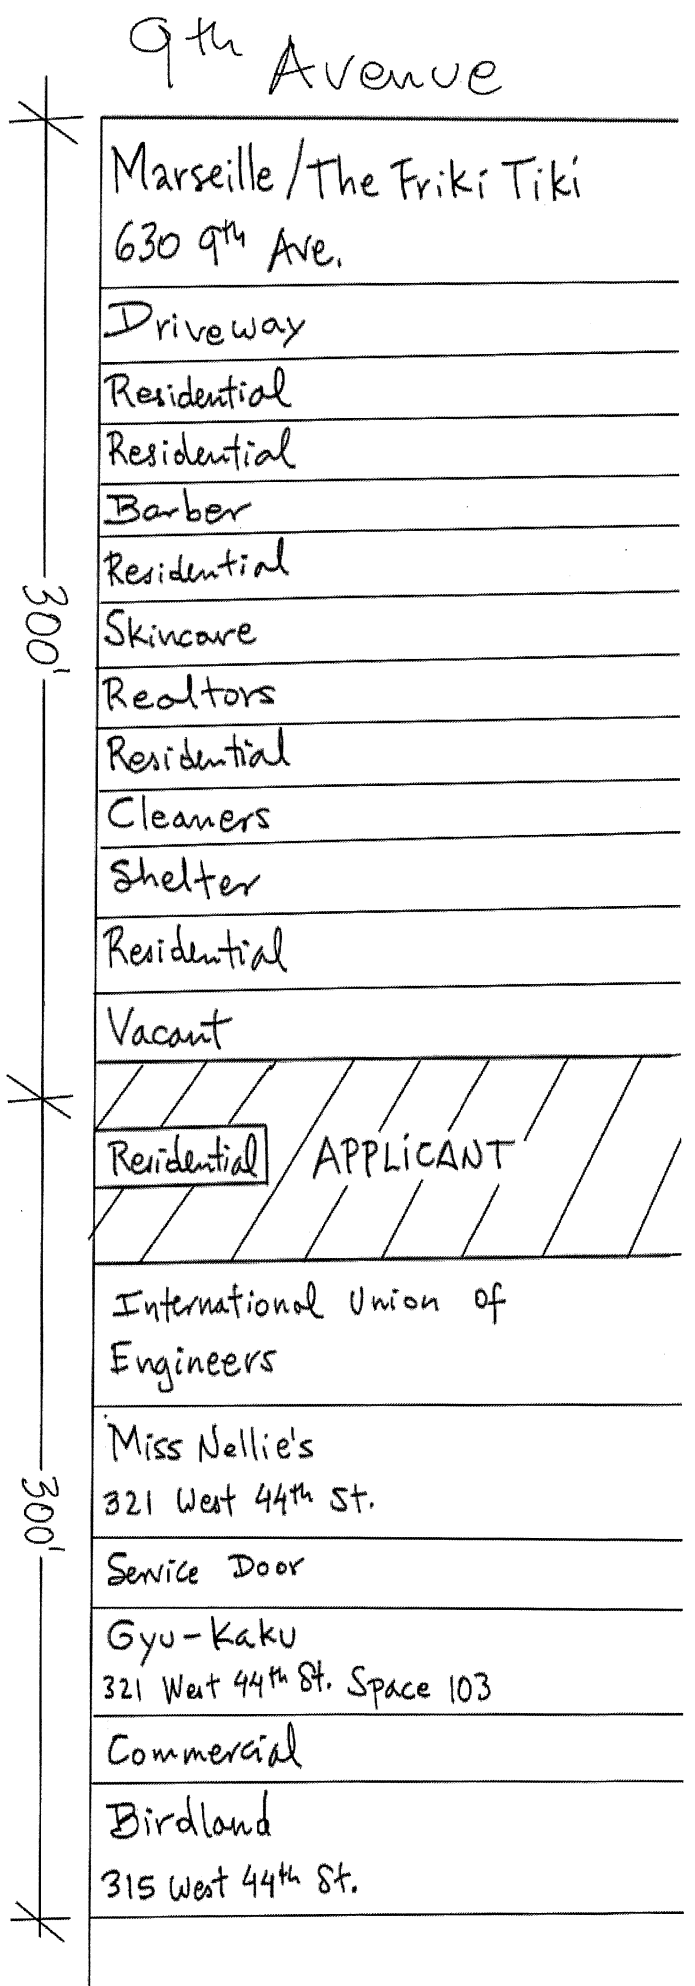 9th Avenue
Marseille/The Friki Tiki
630 9th Ave.
Driveway
Residential
Residential
Barber
Residential
300'
Skincare
Realtors
Residential
Cleaners
Shelter
Residential
Vacant
Residential APPLiCANT
International Union of
Engineers
Miss Nellie's
321 West 44th St.
300'
Service Door
Gyu-Kaku
321 West 44th St. Space 103
Commercial
Birdland
315 West 44th St.